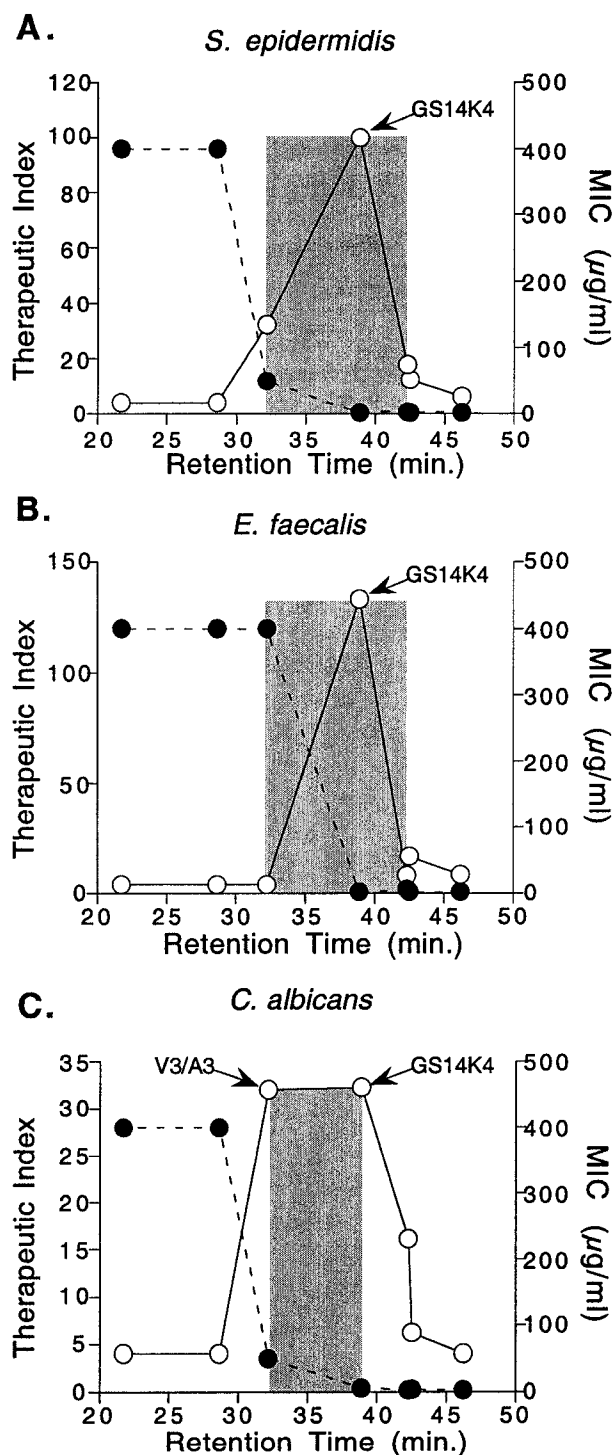 A.
S. epidermidis
120
100
80
60
40
20
0
Therapeutic Index
GS14K4
500
400
300
200
100
0
MIC (μg/ml)
20 25 30 35 40 45 50
Retention Time (min.)
B.
E. faecalis
150
100
50
0
Therapeutic Index
GS14K4
500
400
300
200
100
0
MIC (μg/ml)
20 25 30 35 40 45 50
Retention Time (min.)
C.
C. albicans
35
30
25
20
15
10
5
0
Therapeutic Index
V3/A3
GS14K4
500
400
300
200
100
0
MIC (μg/ml)
20 25 30 35 40 45 50
Retention Time (min.)